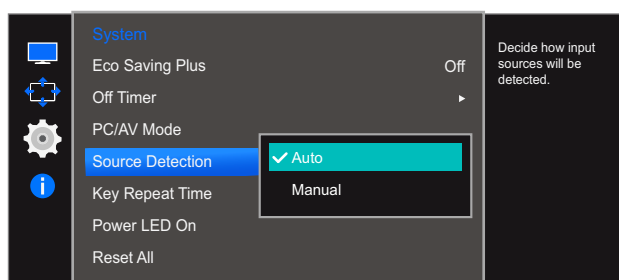 System
Eco Saving Plus Off
Off Timer
PC/AV Mode
Source Detection
Auto
Manual
Key Repeat Time
Power LED On
Reset All
Decide how input
sources will be
detected.